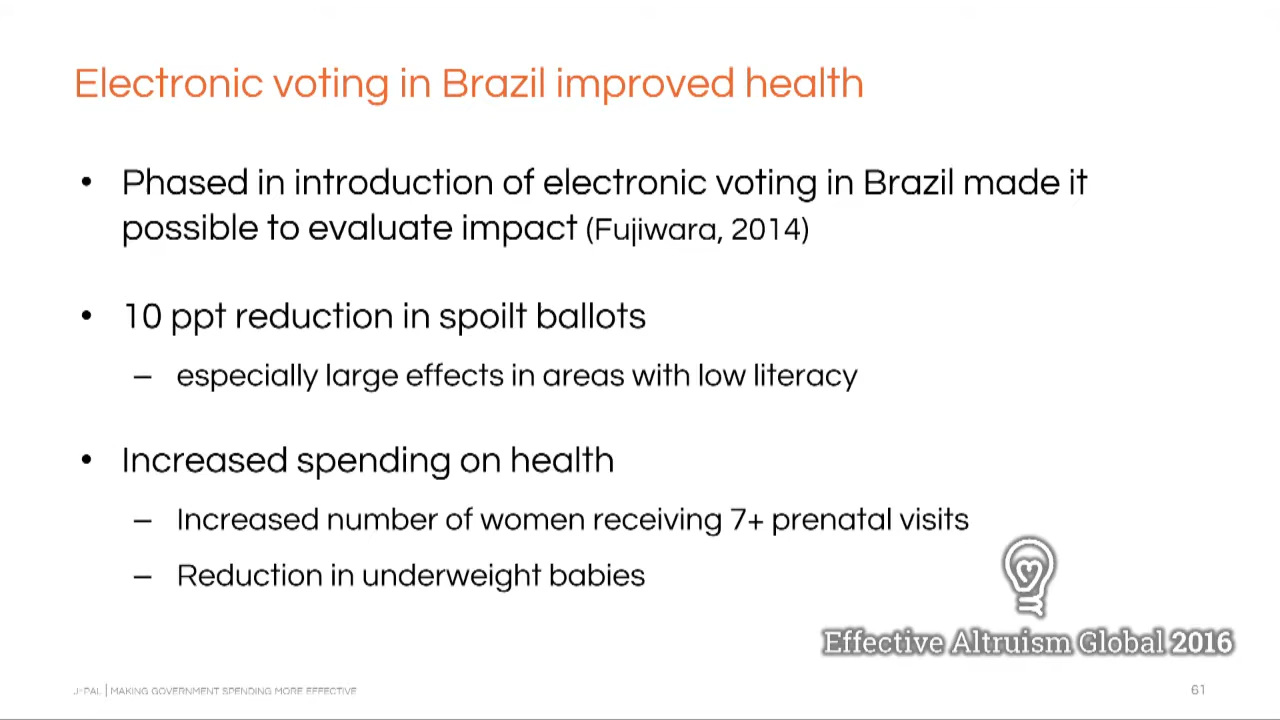 Electronic voting in Brazil improved health
• Phased in introduction of electronic voting in Brazil made it
possible to evaluate impact (Fujiwara, 2014)
• 10 ppt reduction in spoilt ballots
– especially large effects in areas with low literacy
• Increased spending on health
– Increased number of women receiving 7+ prenatal visits
– Reduction in underweight babies
Effective Altruism Global 2016
J-PAL | MAKING GOVERNMENT SPENDING MORE EFFECTIVE
61